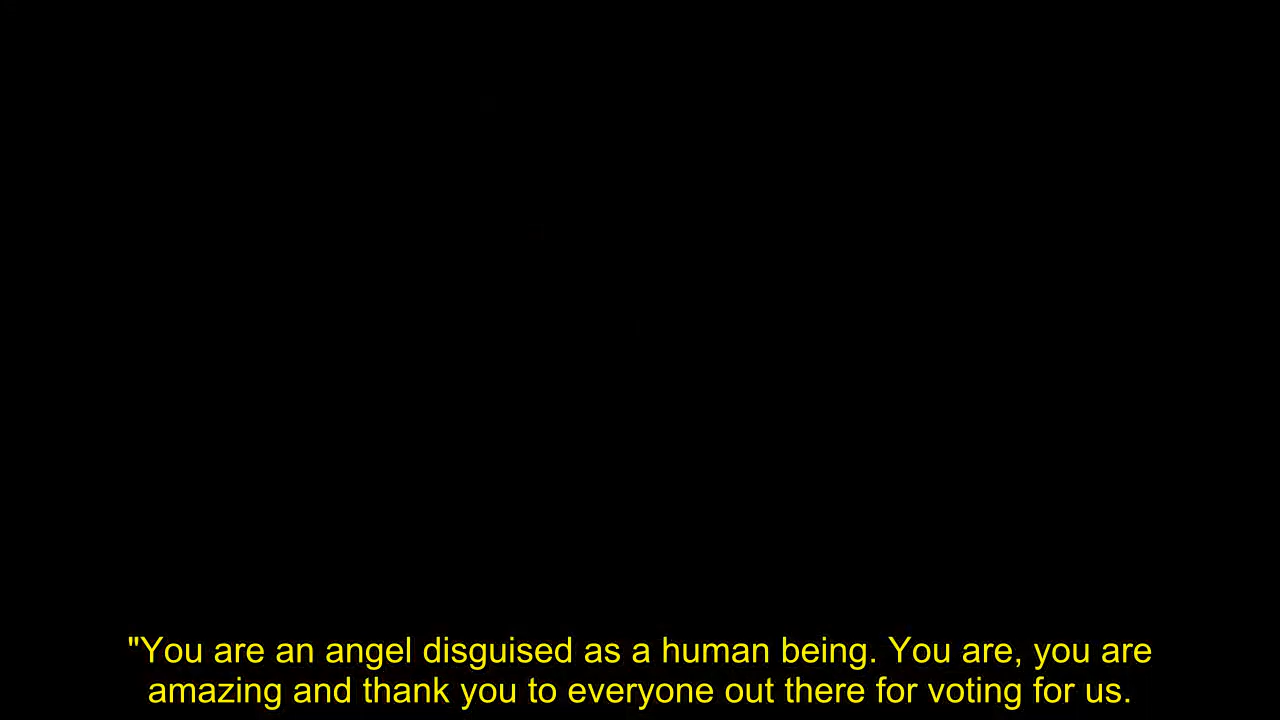 "You are an angel disguised as a human being. You are, you are
amazing and thank you to everyone out there for voting for us.